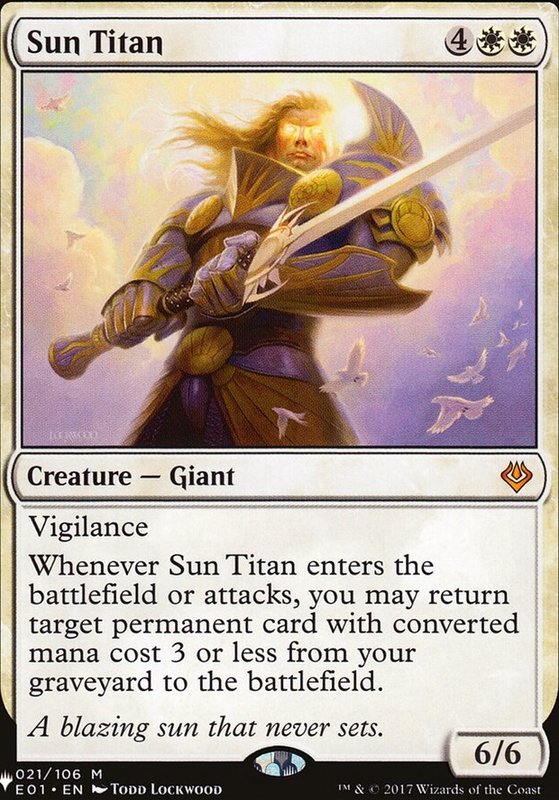 Sun Titan
4
LOCKWOOD
Creature — Giant
Vigilance
Whenever Sun Titan enters the
battlefield or attacks, you may return
target permanent card with converted
mana cost 3 or less from your
graveyard to the battlefield.
A blazing sun that never sets.
6/6
021/106 M
E01 • EN Todd Lockwood
™ & © 2017 Wizards of the Coast